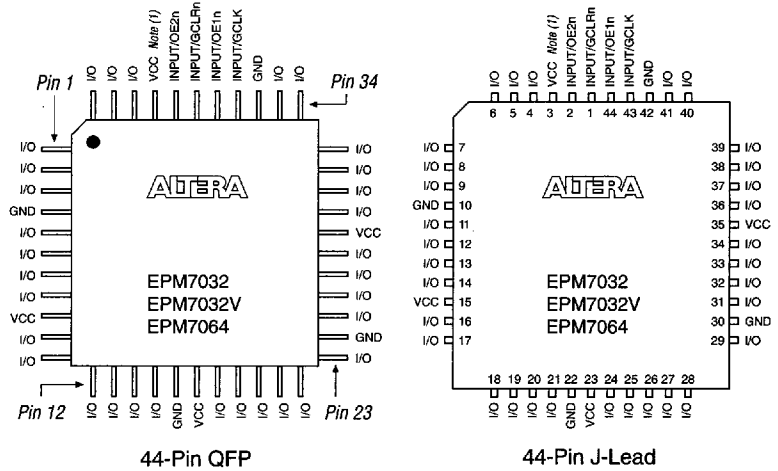 I/O
I/O
I/O
VCC Note (1)
INPUT/OE2n
INPUT/GCLRn
INPUT/OE1n
INPUT/GCLK
GND
I/O
I/O
Pin 1
Pin 34
I/O
I/O
I/O
GND
I/O
I/O
I/O
I/O
VCC
I/O
I/O
ALTERA
EPM7032
EPM7032V
EPM7064
I/O
I/O
I/O
I/O
VCC
I/O
I/O
I/O
I/O
GND
I/O
Pin 12
Pin 23
I/O
I/O
I/O
I/O
GND
VCC
I/O
I/O
I/O
I/O
I/O
44-Pin QFP
I/O
I/O
I/O
VCC Note (1)
INPUT/OE2n
INPUT/GCLRn
INPUT/OE1n
INPUT/GCLK
GND
I/O
I/O
6 5 4 3 2 1 44 43 42 41 40
I/O 7
I/O 8
I/O 9
GND 10
I/O 11
I/O 12
I/O 13
I/O 14
VCC 15
I/O 16
I/O 17
ALTERA
EPM7032
EPM7032V
EPM7064
39 I/O
38 I/O
37 I/O
36 I/O
35 VCC
34 I/O
33 I/O
32 I/O
31 I/O
30 GND
29 I/O
18 19 20 21 22 23 24 25 26 27 28
I/O
I/O
I/O
I/O
GND
VCC
I/O
I/O
I/O
I/O
I/O
44-Pin J-Lead